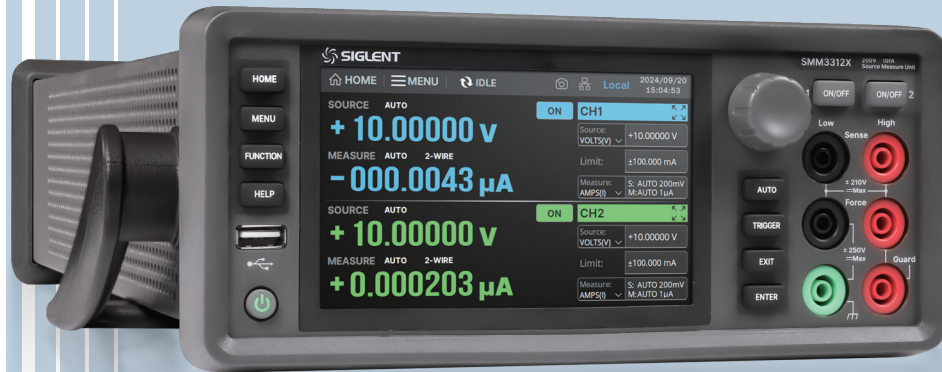 SIGLENT
HOME MENU IDLE Local 2024/09/20 15:04:53
SOURCE AUTO
+ 10.00000 V
MEASURE AUTO 2-WIRE
− 000.0043 µA
ON CH1
Source: VOLTS(V) +10.00000 V
Limit: ±100.000 mA
Measure: AMPS(I) S: AUTO 200mV M:AUTO 1µA
SOURCE AUTO
+ 10.00000 V
MEASURE AUTO 2-WIRE
+ 0.000203 µA
ON CH2
Source: VOLTS(V) +10.00000 V
Limit: ±100.000 mA
Measure: AMPS(I) S: AUTO 200mV M:AUTO 1µA
HOME
MENU
FUNCTION
HELP
SMM3312X 200V 10fA
Source Measure Unit
1 ON/OFF ON/OFF 2
Low High
Sense
± 210V
Max
Force
± 250V
Max
Guard
AUTO
TRIGGER
EXIT
ENTER